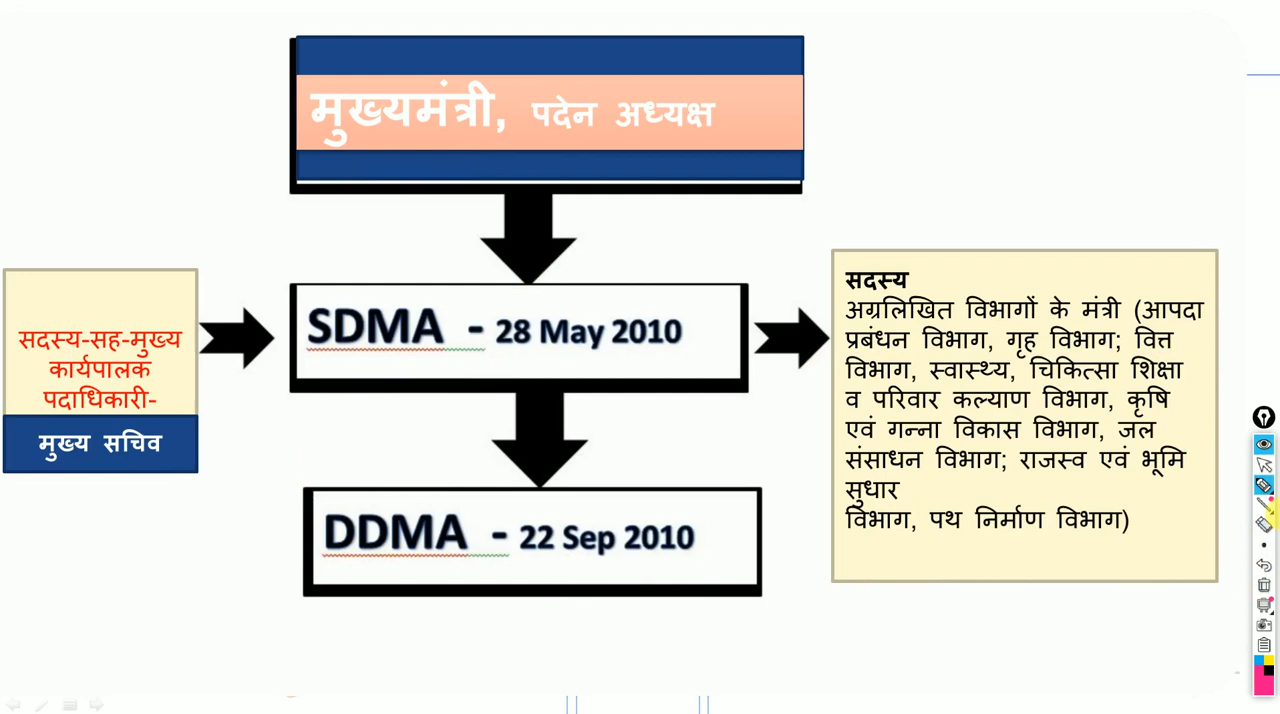 मुख्यमंत्री, पदेन अध्यक्ष
SDMA - 28 May 2010
सदस्य-सह-मुख्य
कार्यपालक
पदाधिकारी-
मुख्य सचिव
DDMA - 22 Sep 2010
सदस्य
अग्रलिखित विभागों के मंत्री (आपदा
प्रबंधन विभाग, गृह विभाग; वित्त
विभाग, स्वास्थ्य, चिकित्सा शिक्षा
व परिवार कल्याण विभाग, कृषि
एवं गन्ना विकास विभाग, जल
संसाधन विभाग; राजस्व एवं भूमि
सुधार
विभाग, पथ निर्माण विभाग)